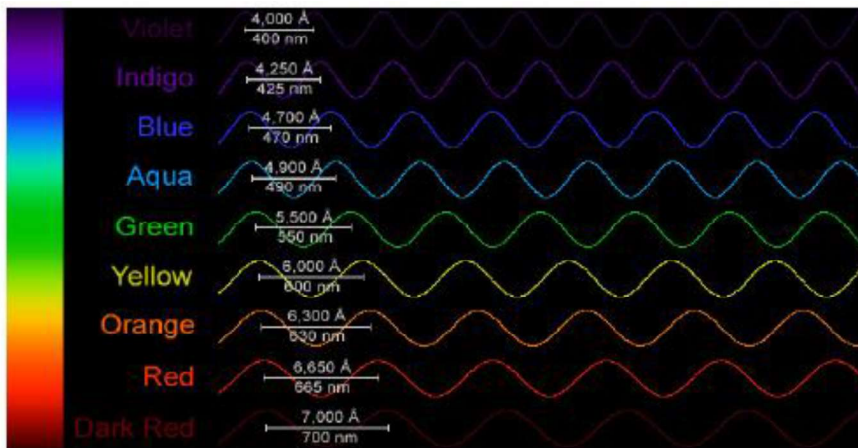 Violet
4,000 Å
400 nm
Indigo
4,250 Å
425 nm
Blue
4,700 Å
470 nm
Aqua
4,900 Å
490 nm
Green
5,500 Å
550 nm
Yellow
6,000 Å
600 nm
Orange
6,300 Å
630 nm
Red
6,650 Å
665 nm
Dark Red
7,000 Å
700 nm